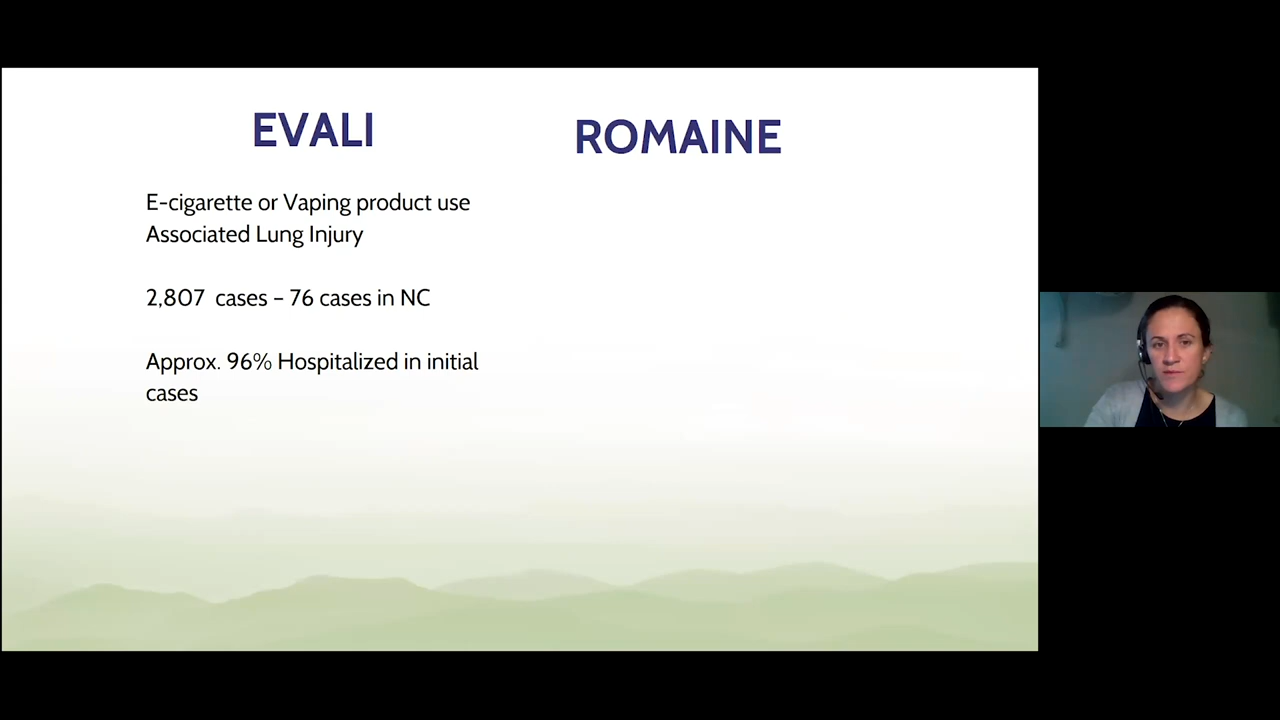 EVALI
ROMAINE
E-cigarette or Vaping product use
Associated Lung Injury
2,807 cases – 76 cases in NC
Approx. 96% Hospitalized in initial
cases